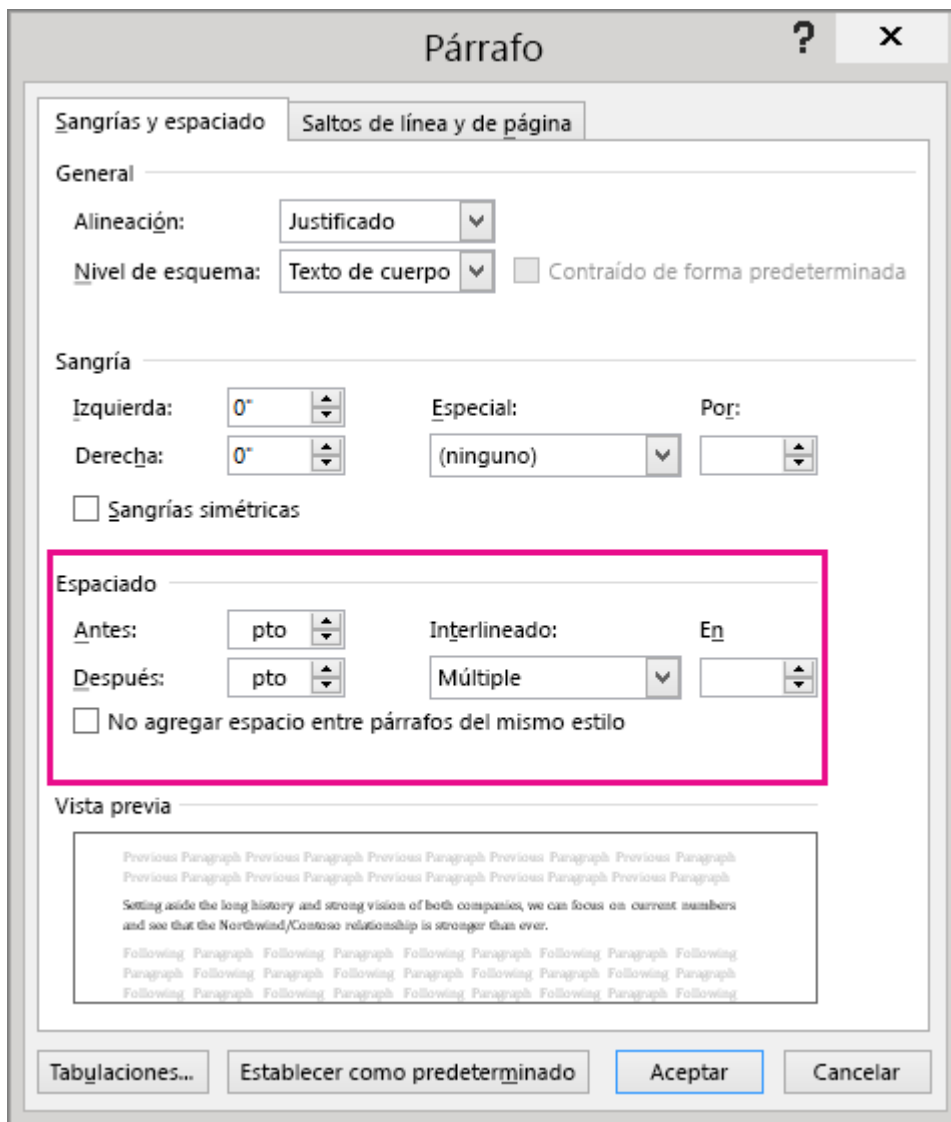 Párrafo ? X
Sangrías y espaciado Saltos de línea y de página
General
Alineación: Justificado
Nivel de esquema: Texto de cuerpo Contraído de forma predeterminada
Sangría
Izquierda: 0" Especial: Por:
Derecha: 0" (ninguno)
Sangrías simétricas
Espaciado
Antes: pto Interlineado: En
Después: pto Múltiple
No agregar espacio entre párrafos del mismo estilo
Vista previa
Previous Paragraph Previous Paragraph Previous Paragraph Previous Paragraph Previous Paragraph
Previous Paragraph Previous Paragraph Previous Paragraph Previous Paragraph Previous Paragraph
Setting aside the long history and strong vision of both companies, we can focus on current numbers
and see that the Northwind/Contoso relationship is stronger than ever.
Following Paragraph Following Paragraph Following Paragraph Following Paragraph Following
Paragraph Following Paragraph Following Paragraph Following Paragraph Following Paragraph
Following Paragraph Following Paragraph Following Paragraph Following Paragraph Following
Tabulaciones... Establecer como predeterminado Aceptar Cancelar